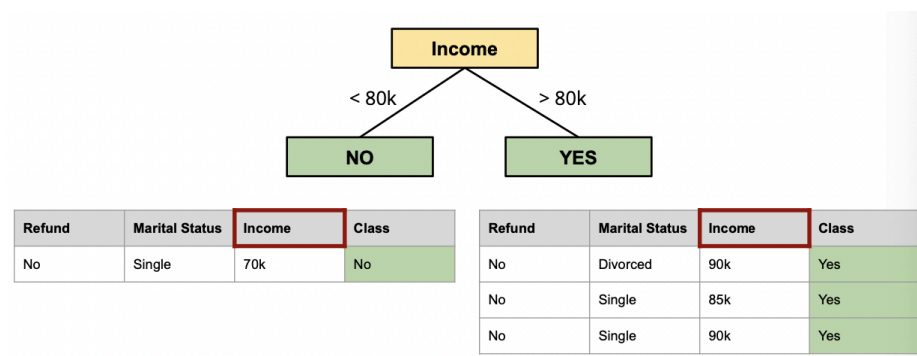 Income
< 80k
> 80k
NO
YES
Refund Marital Status Income Class
No Single 70k No
Refund Marital Status Income Class
No Divorced 90k Yes
No Single 85k Yes
No Single 90k Yes